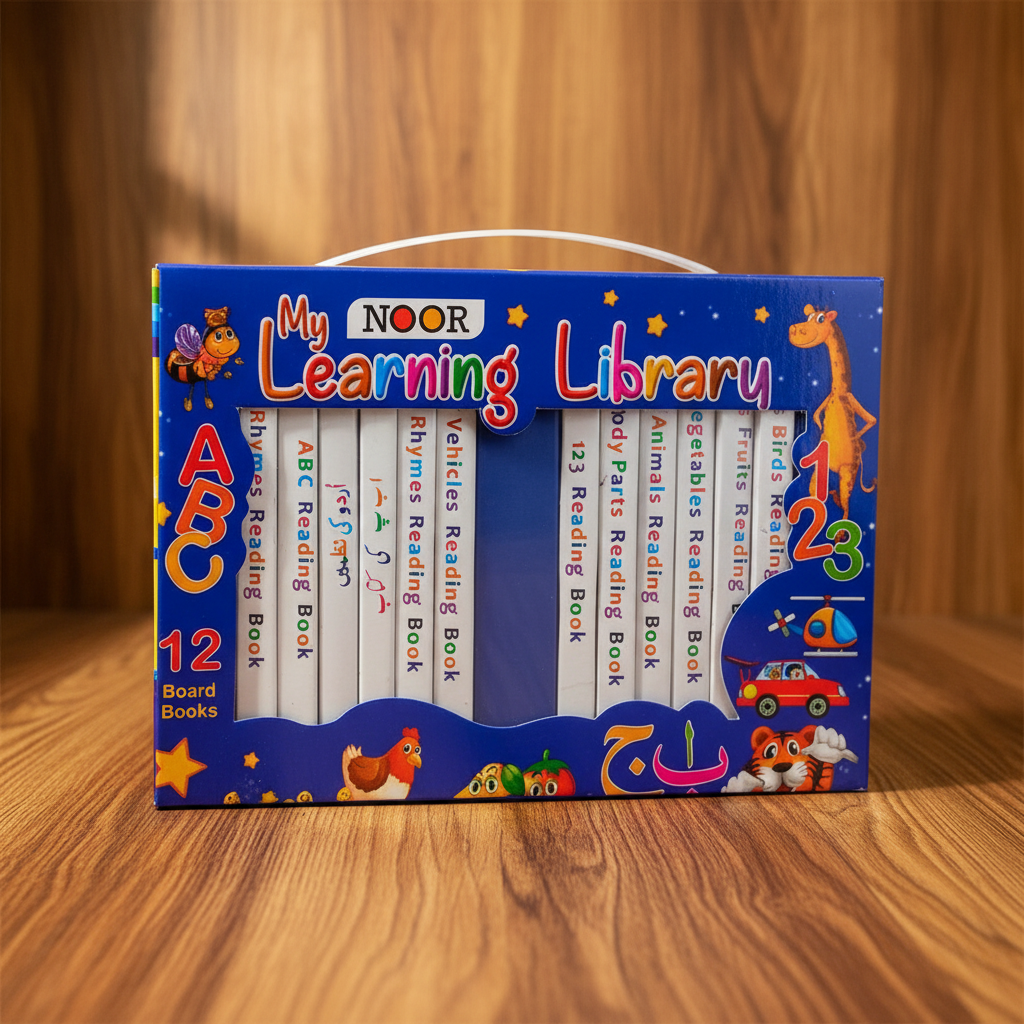 My
NOOR
Learning Library
ABC
12
Board
Books
Rhymes Reading Book
ABC Reading Book
Rhymes Reading Book
Vehicles Reading Book
123 Reading Book
ody Parts Reading Book
Animals Reading Book
egetables Reading Book
s Fruits Reading
s Birds Reading
123
ا
ب
ج